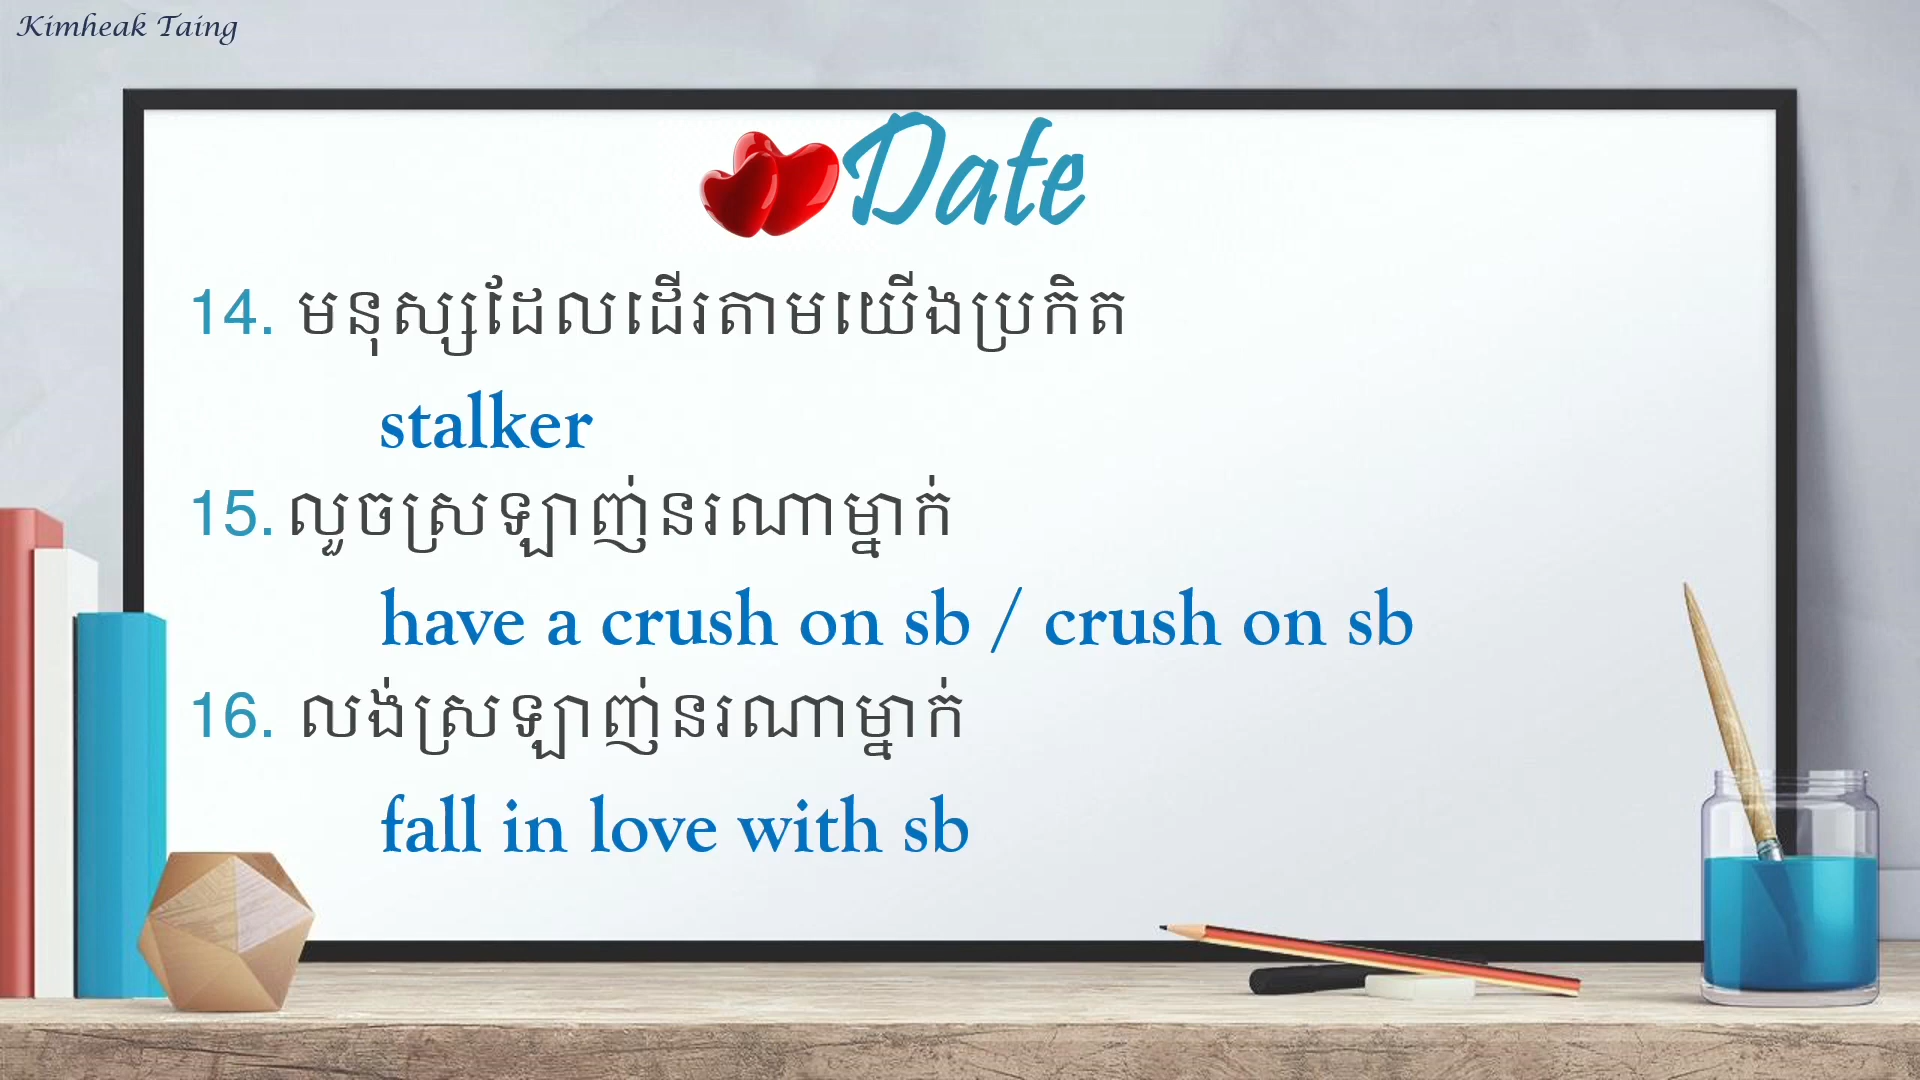 Kimheak Taing
Date
14. មនុស្សដែលដើរតាមយើងប្រកិត
stalker
15. លួចស្រឡាញ់នរណាម្នាក់
have a crush on sb / crush on sb
16. លង់ស្រឡាញ់នរណាម្នាក់
fall in love with sb